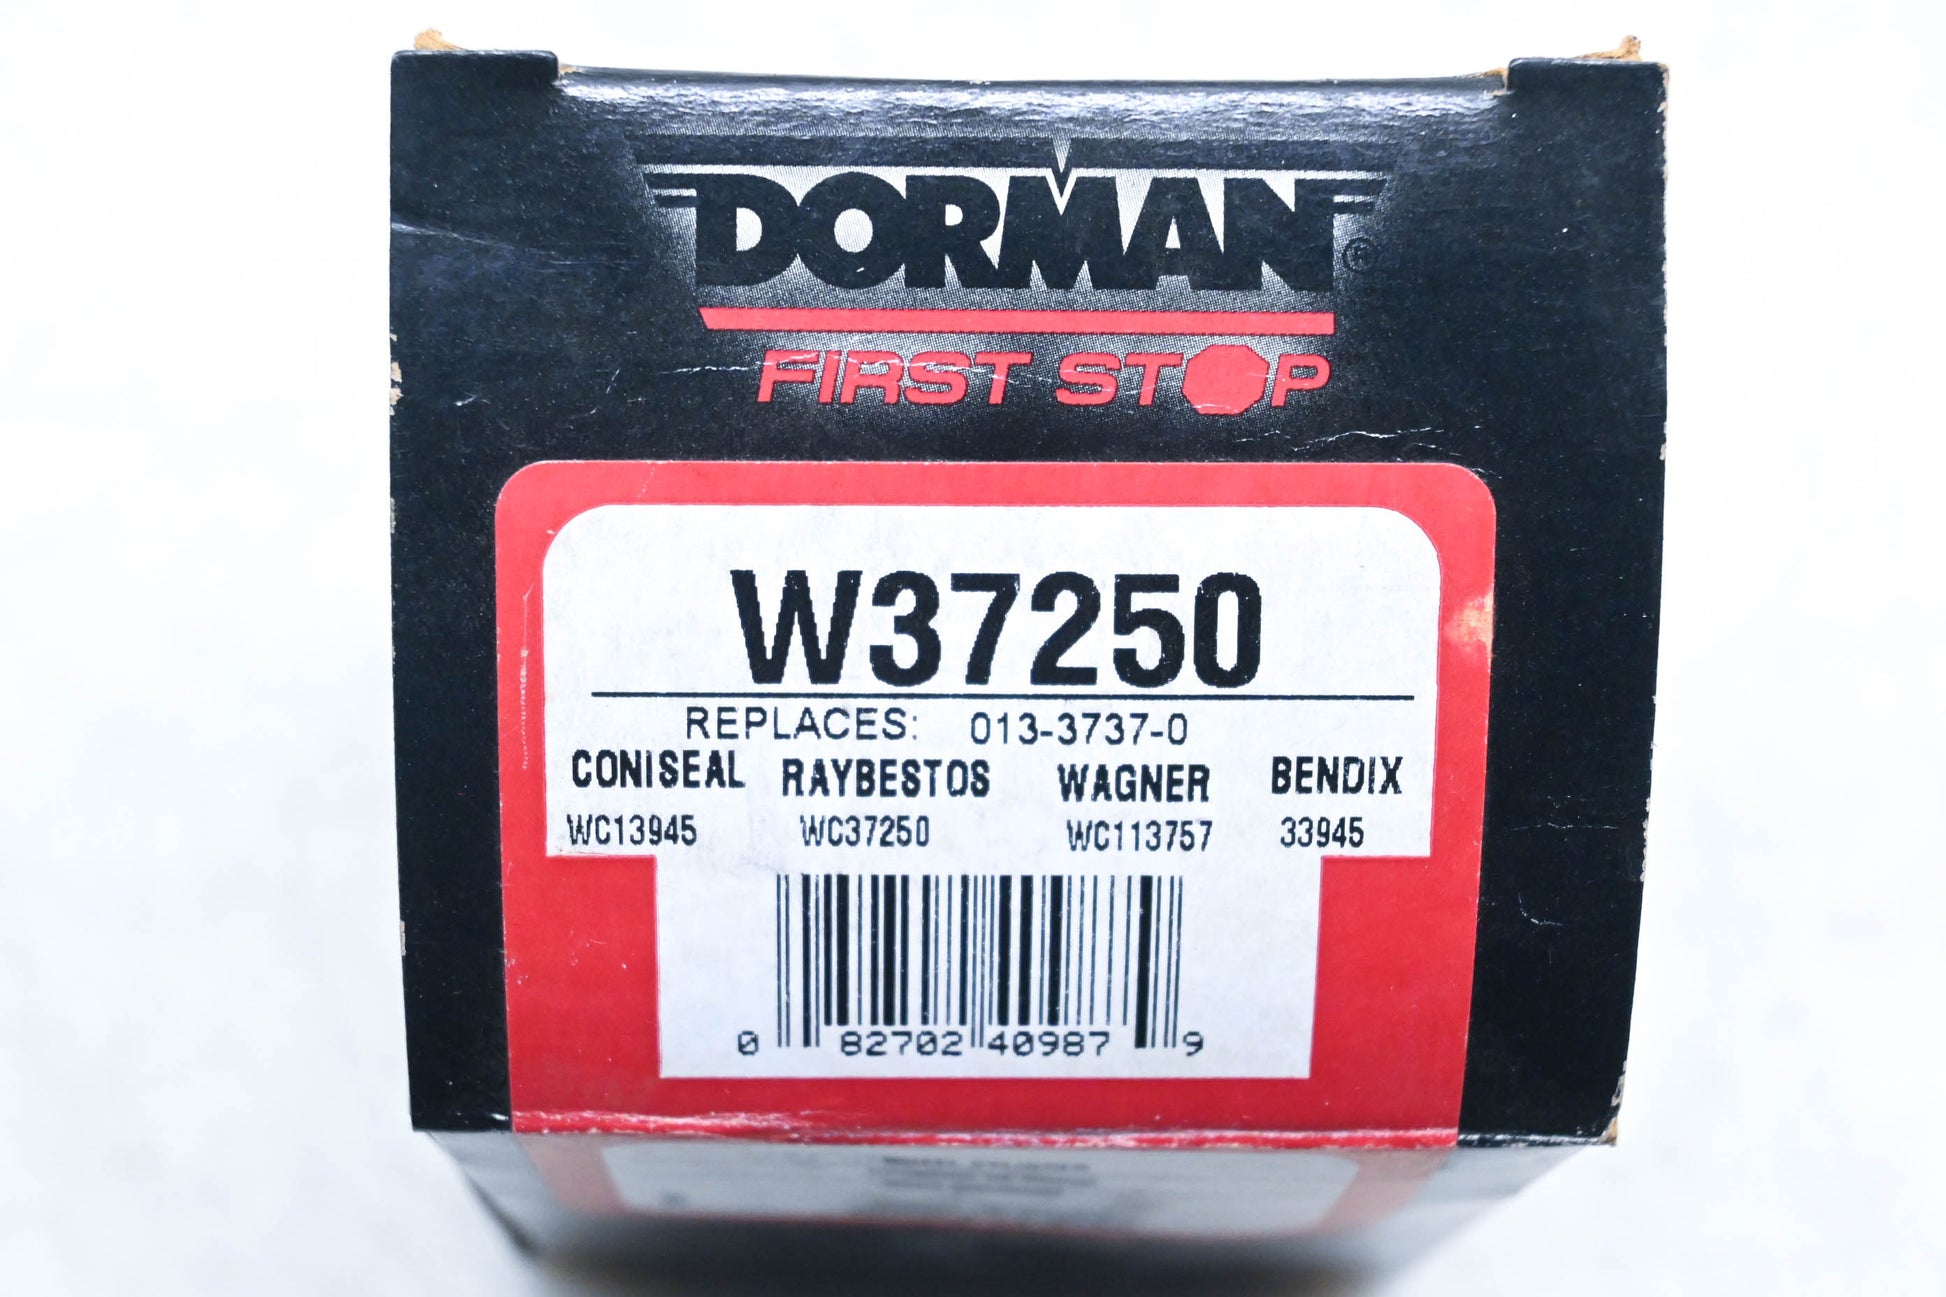 DORMAN®
FIRST STOP
W37250
REPLACES: 013-3737-0
CONISEAL RAYBESTOS WAGNER BENDIX
WC13945 WC37250 WC113757 33945
0 82702 40987 9